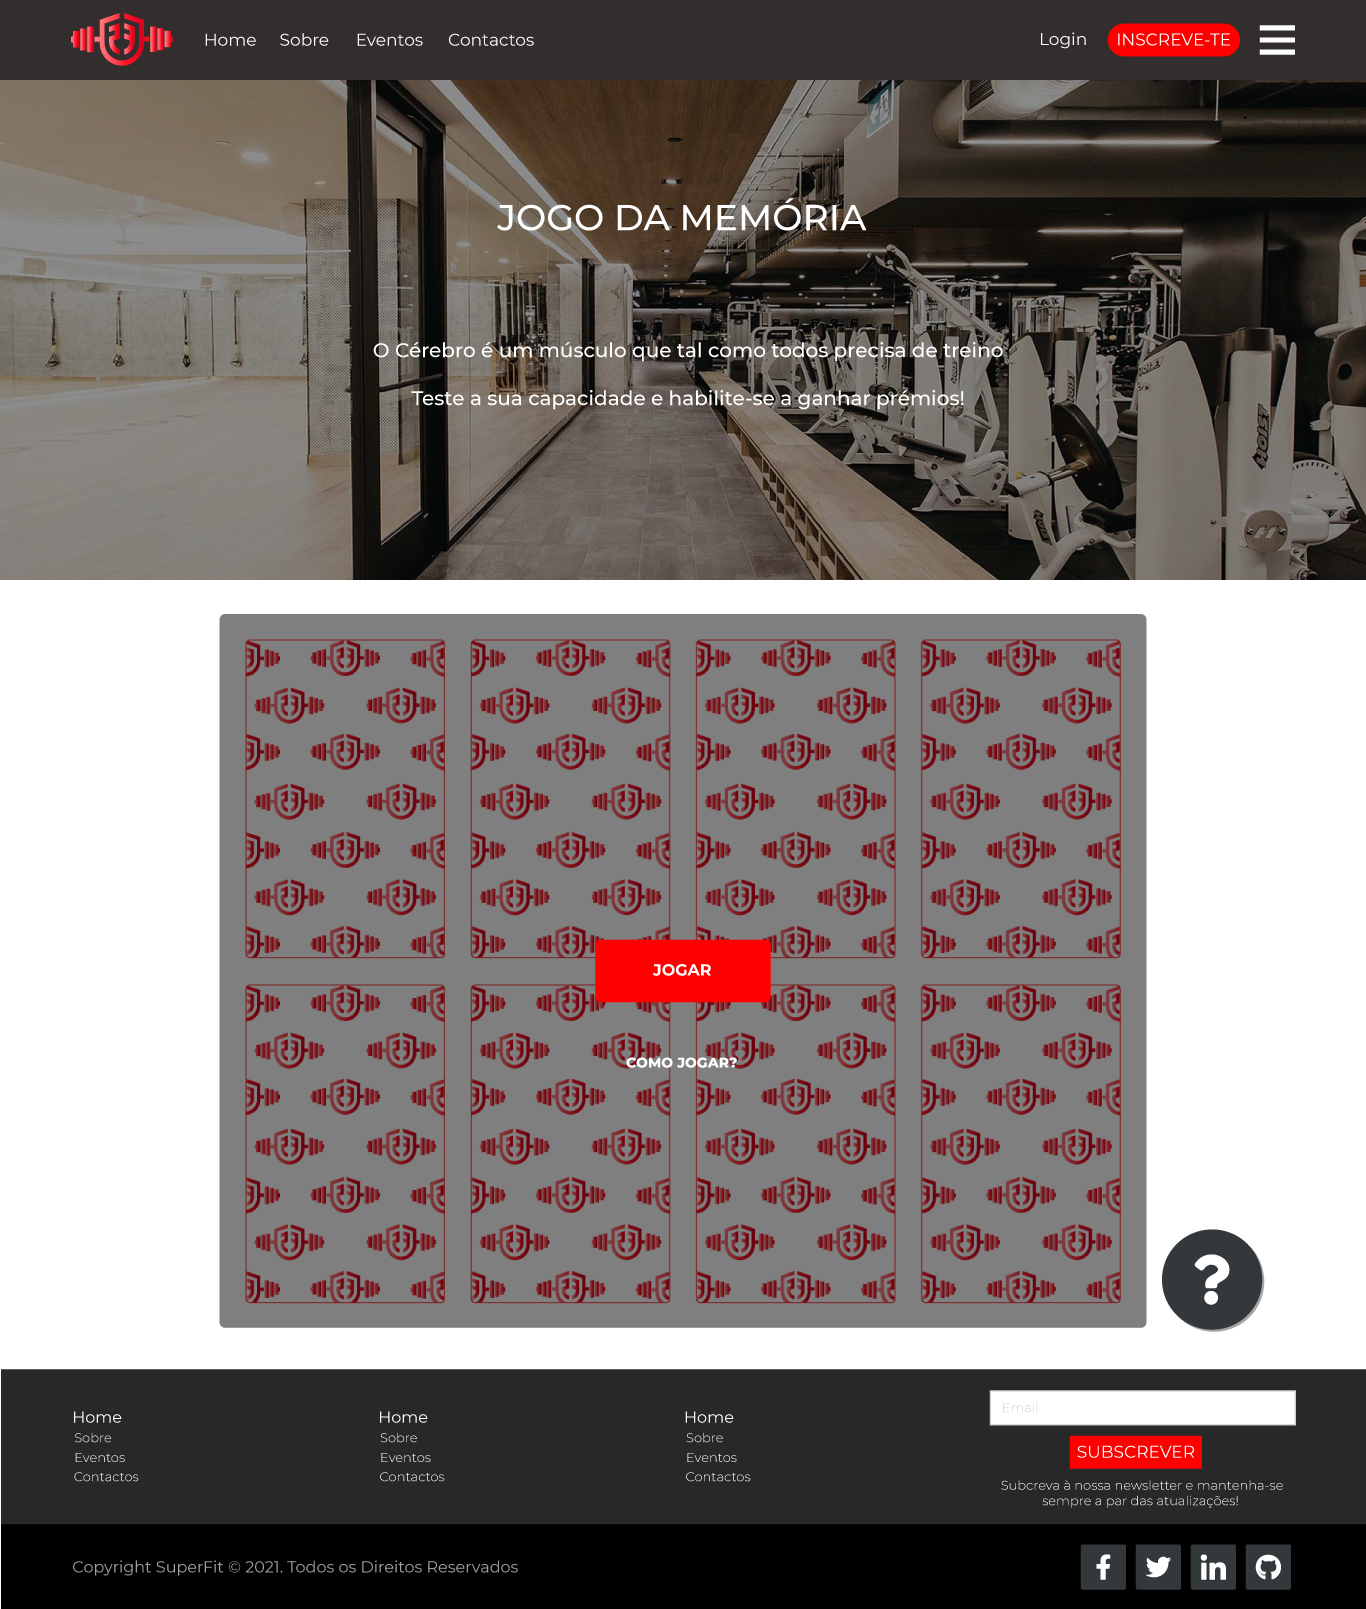 Home Sobre Eventos Contactos Login INSCREVE-TE
JOGO DA MEMÓRIA
O Cérebro é um músculo que tal como todos precisa de treino
Teste a sua capacidade e habilite-se a ganhar prémios!
HOIST
JOGAR
COMO JOGAR?
?
Home
Sobre
Eventos
Contactos
Home
Sobre
Eventos
Contactos
Home
Sobre
Eventos
Contactos
Email
SUBSCREVER
Subcreva à nossa newsletter e mantenha-se
sempre a par das atualizações!
Copyright SuperFit © 2021. Todos os Direitos Reservados